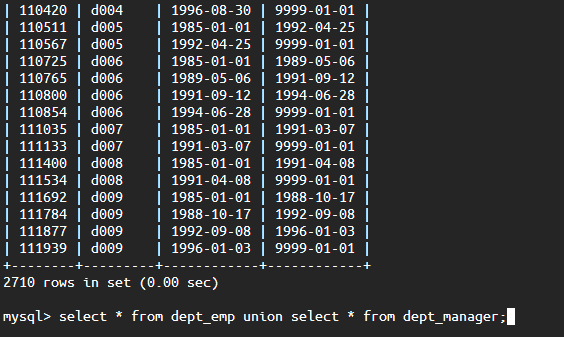 | 110420 | d004    | 1996-08-30 | 9999-01-01 |
| 110511 | d005    | 1985-01-01 | 1992-04-25 |
| 110567 | d005    | 1992-04-25 | 9999-01-01 |
| 110725 | d006    | 1985-01-01 | 1989-05-06 |
| 110765 | d006    | 1989-05-06 | 1991-09-12 |
| 110800 | d006    | 1991-09-12 | 1994-06-28 |
| 110854 | d006    | 1994-06-28 | 9999-01-01 |
| 111035 | d007    | 1985-01-01 | 1991-03-07 |
| 111133 | d007    | 1991-03-07 | 9999-01-01 |
| 111400 | d008    | 1985-01-01 | 1991-04-08 |
| 111534 | d008    | 1991-04-08 | 9999-01-01 |
| 111692 | d009    | 1985-01-01 | 1988-10-17 |
| 111784 | d009    | 1988-10-17 | 1992-09-08 |
| 111877 | d009    | 1992-09-08 | 1996-01-03 |
| 111939 | d009    | 1996-01-03 | 9999-01-01 |
+--------+---------+------------+------------+
2710 rows in set (0.00 sec)
mysql> select * from dept_emp union select * from dept_manager;